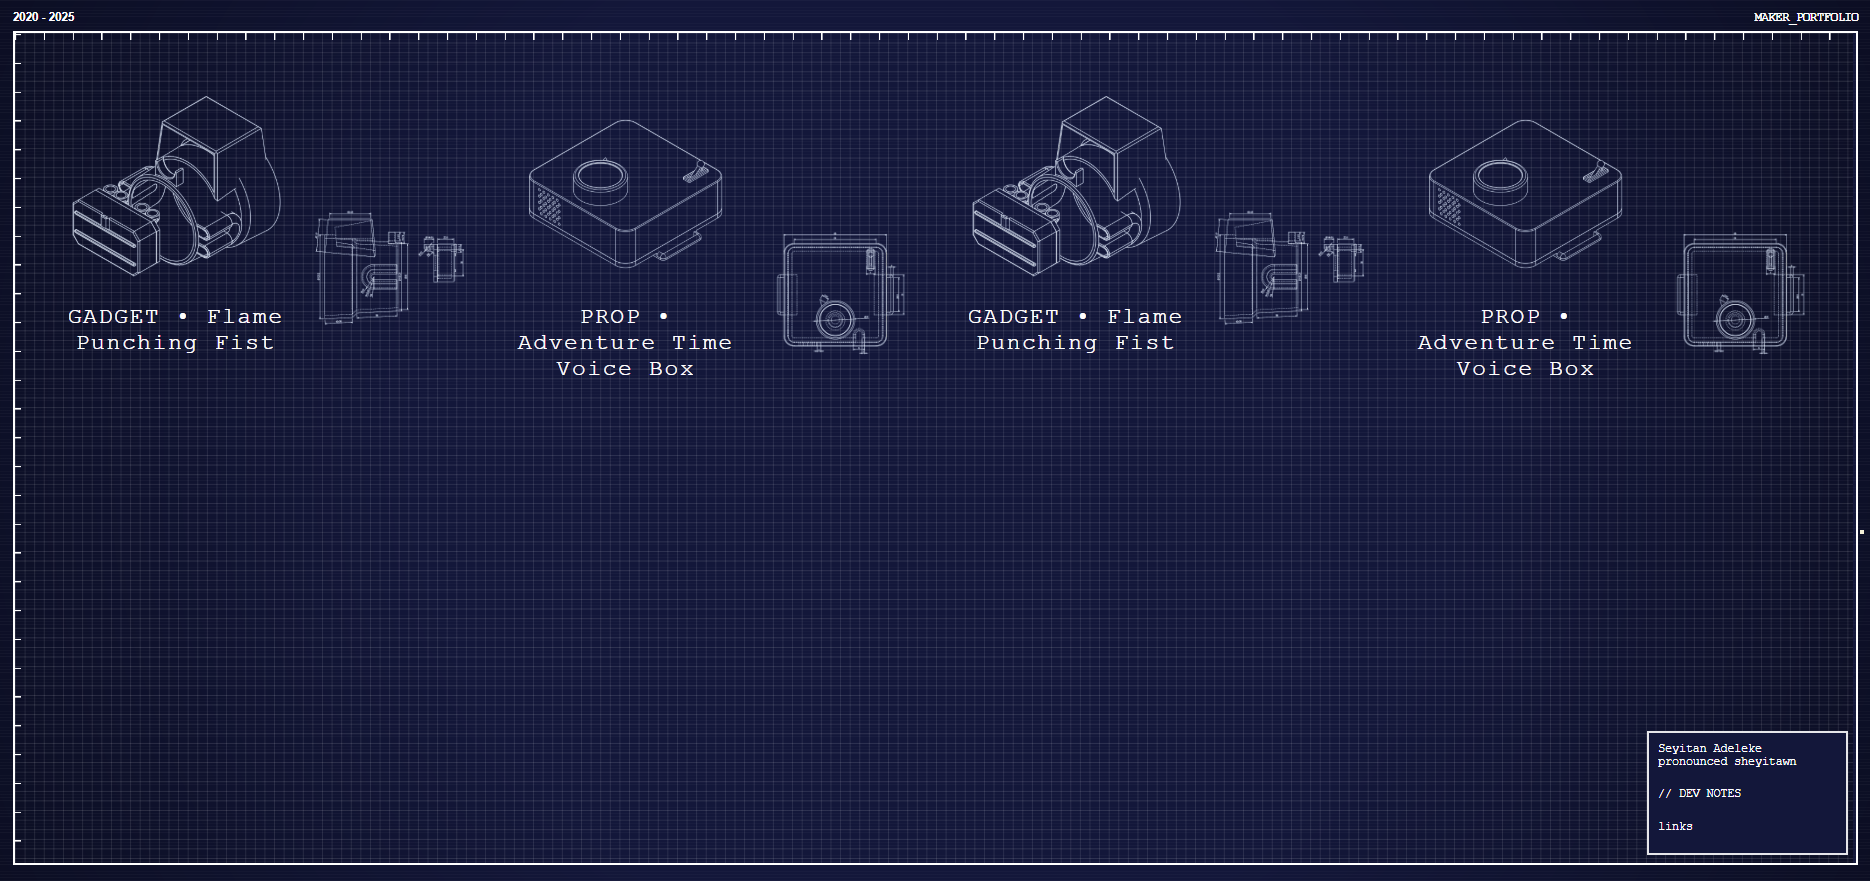 2020 - 2025
MAKER_PORTFOLIO
GADGET • Flame
Punching Fist
PROP •
Adventure Time
Voice Box
GADGET • Flame
Punching Fist
PROP •
Adventure Time
Voice Box
Seyitan Adeleke
pronounced sheyitawn
// DEV NOTES
links